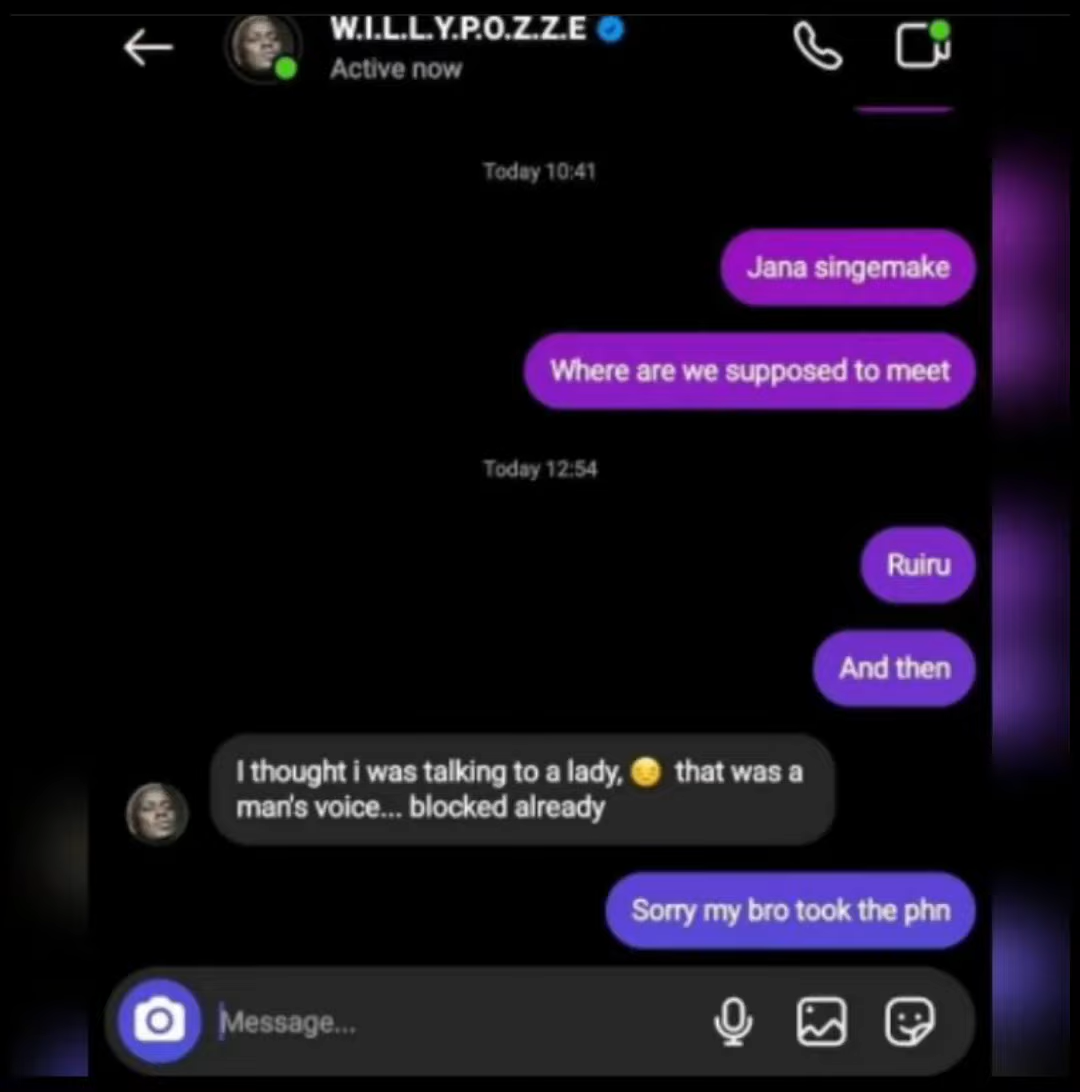 W.I.L.L.Y.P.O.Z.Z.E
Active now
Today 10:41
Jana singemake
Where are we supposed to meet
Today 12:54
Ruiru
And then
I thought i was talking to a lady, 😔 that was a
man's voice... blocked already
Sorry my bro took the phn
Message...